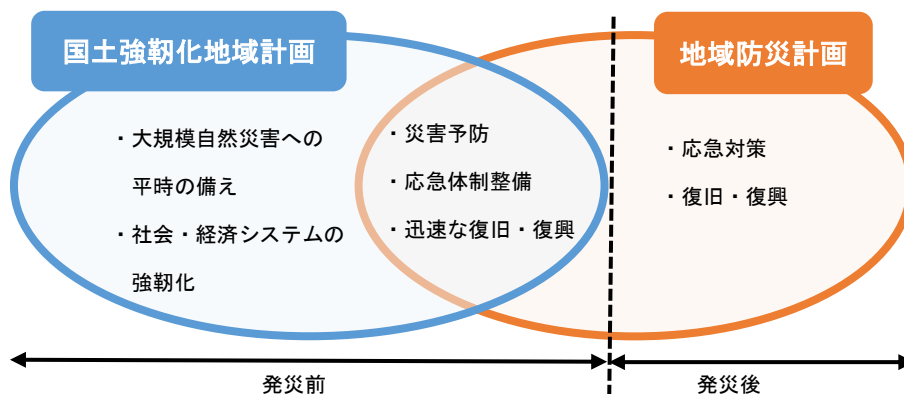 国土強靭化地域計画
地域防災計画
・大規模自然災害への
平時の備え
・社会・経済システムの
強靭化
・災害予防
・応急体制整備
・迅速な復旧・復興
・応急対策
・復旧・復興
発災前
発災後